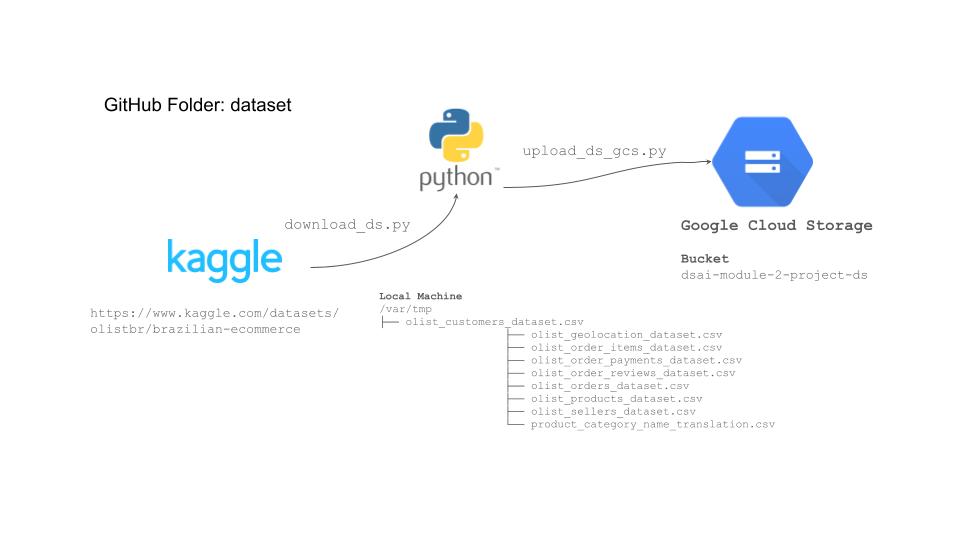 GitHub Folder: dataset
python™
upload_ds_gcs.py
download_ds.py
Google Cloud Storage
kaggle
Bucket
dsai-module-2-project-ds
https://www.kaggle.com/datasets/
olistbr/brazilian-ecommerce
Local Machine
/var/tmp
├── olist_customers_dataset.csv
├── olist_geolocation_dataset.csv
├── olist_order_items_dataset.csv
├── olist_order_payments_dataset.csv
├── olist_order_reviews_dataset.csv
├── olist_orders_dataset.csv
├── olist_products_dataset.csv
├── olist_sellers_dataset.csv
└── product_category_name_translation.csv